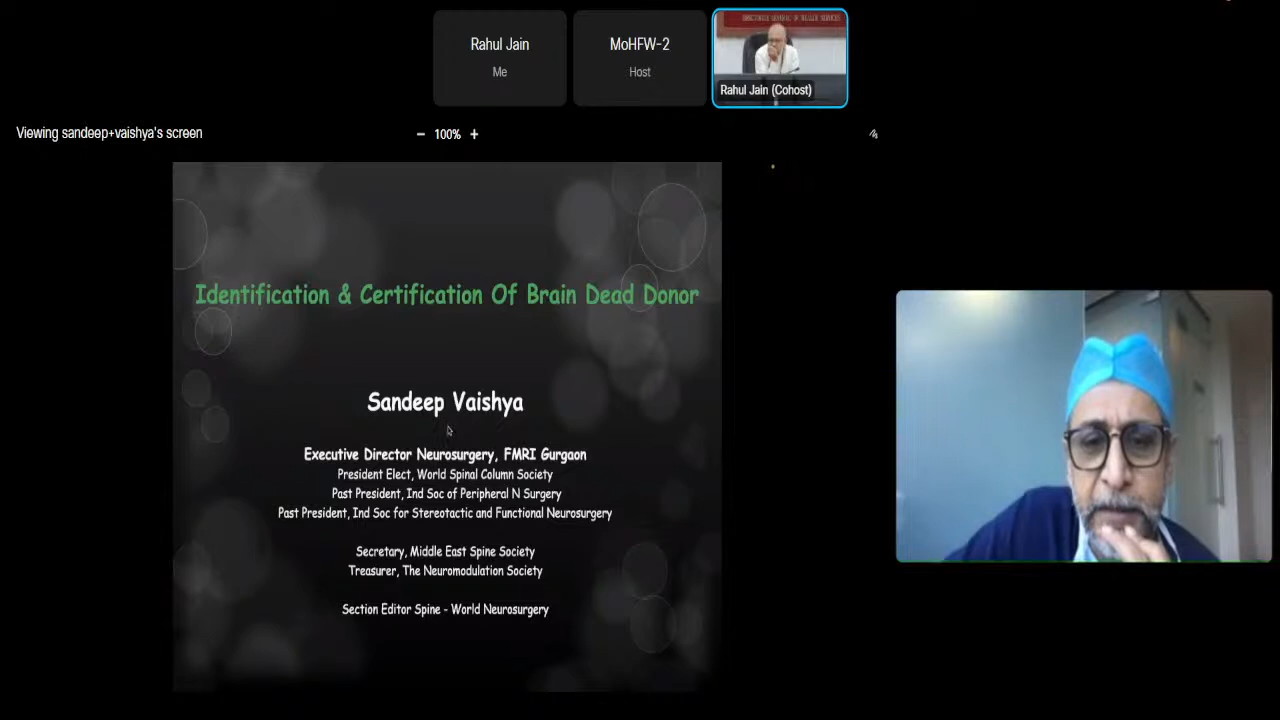 Rahul Jain
Me
MoHFW-2
Host
Rahul Jain (Cohost)
Viewing sandeep+vaishya's screen
100%
Identification & Certification Of Brain Dead Donor
Sandeep Vaishya
Executive Director Neurosurgery, FMRI Gurgaon
President Elect, World Spinal Column Society
Past President, Ind Soc of Peripheral N Surgery
Past President, Ind Soc for Stereotactic and Functional Neurosurgery
Secretary, Middle East Spine Society
Treasurer, The Neuromodulation Society
Section Editor Spine - World Neurosurgery